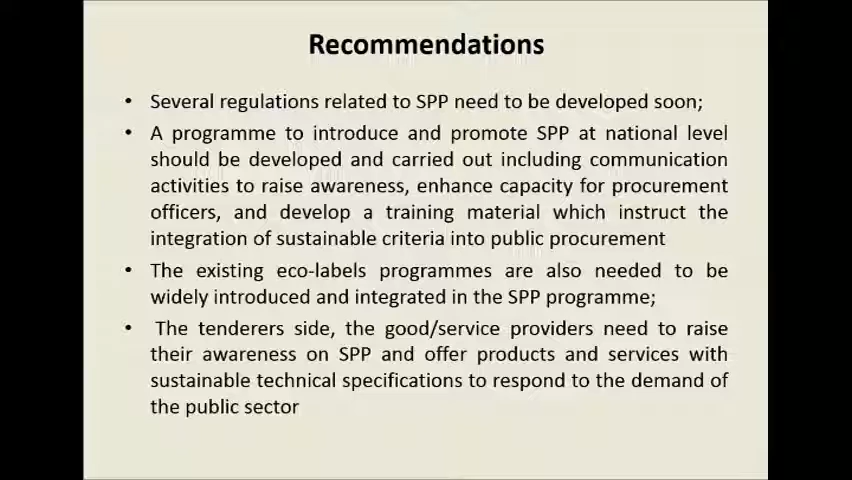 Recommendations
• Several regulations related to SPP need to be developed soon;
• A programme to introduce and promote SPP at national level
should be developed and carried out including communication
activities to raise awareness, enhance capacity for procurement
officers, and develop a training material which instruct the
integration of sustainable criteria into public procurement
• The existing eco-labels programmes are also needed to be
widely introduced and integrated in the SPP programme;
• The tenderers side, the good/service providers need to raise
their awareness on SPP and offer products and services with
sustainable technical specifications to respond to the demand of
the public sector